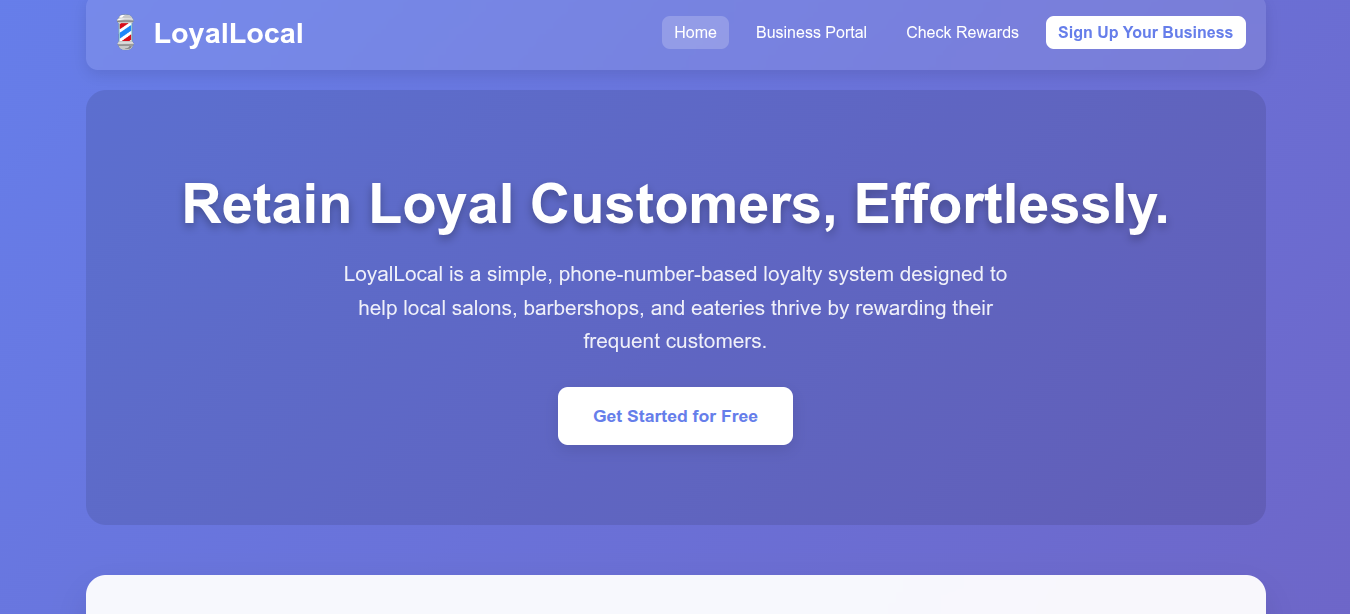 LoyalLocal
Home
Business Portal
Check Rewards
Sign Up Your Business
Retain Loyal Customers, Effortlessly.
LoyalLocal is a simple, phone-number-based loyalty system designed to
help local salons, barbershops, and eateries thrive by rewarding their
frequent customers.
Get Started for Free